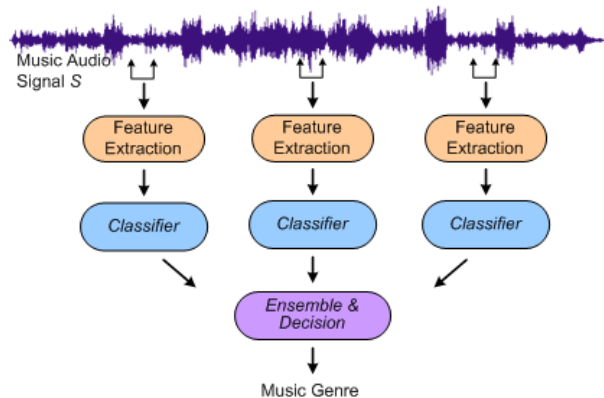 Music Audio
Signal S
Feature
Extraction
Feature
Extraction
Feature
Extraction
Classifier
Classifier
Classifier
Ensemble &
Decision
Music Genre